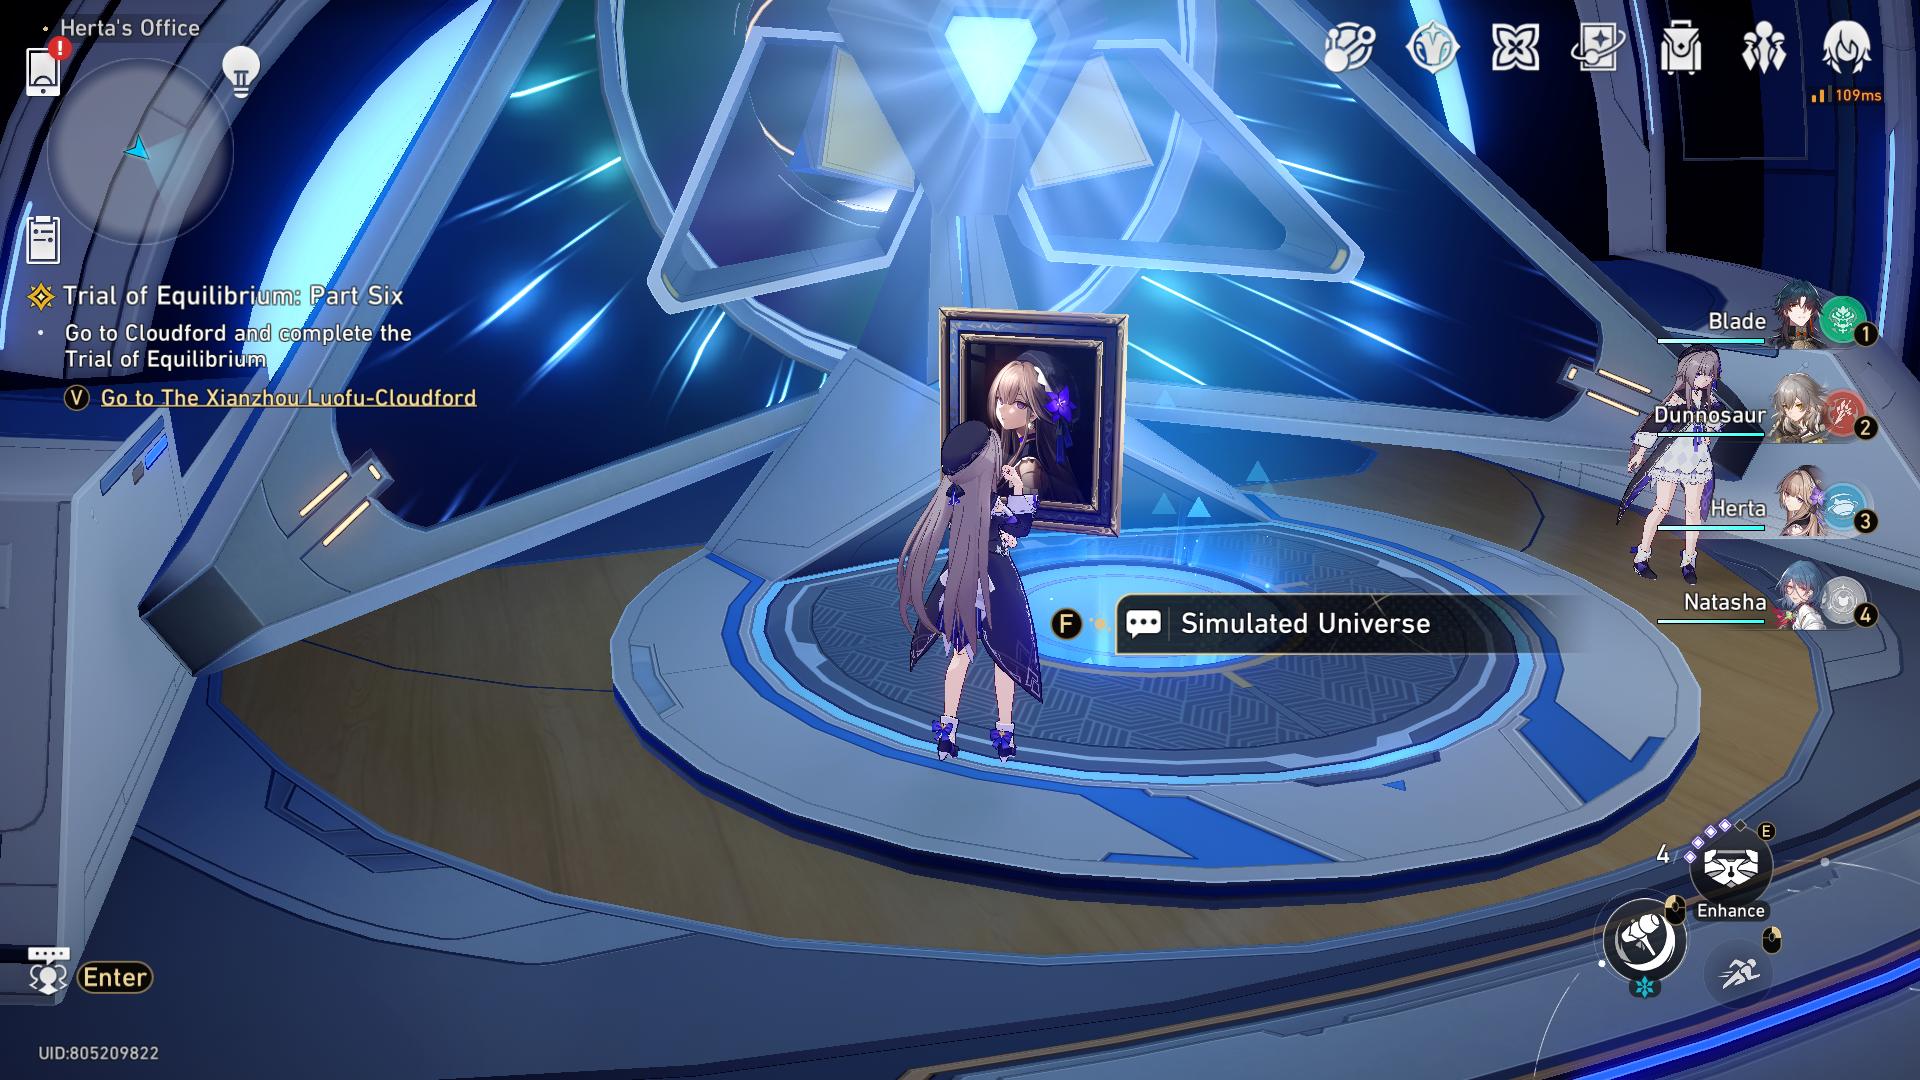 Herta's Office
109ms
Trial of Equilibrium: Part Six
Go to Cloudford and complete the
Trial of Equilibrium
V Go to The Xianzhou Luofu-Cloudford
Blade
1
Dunnosaur
2
Herta
3
Natasha
4
F Simulated Universe
E
4
Enhance
Enter
UID:805209822